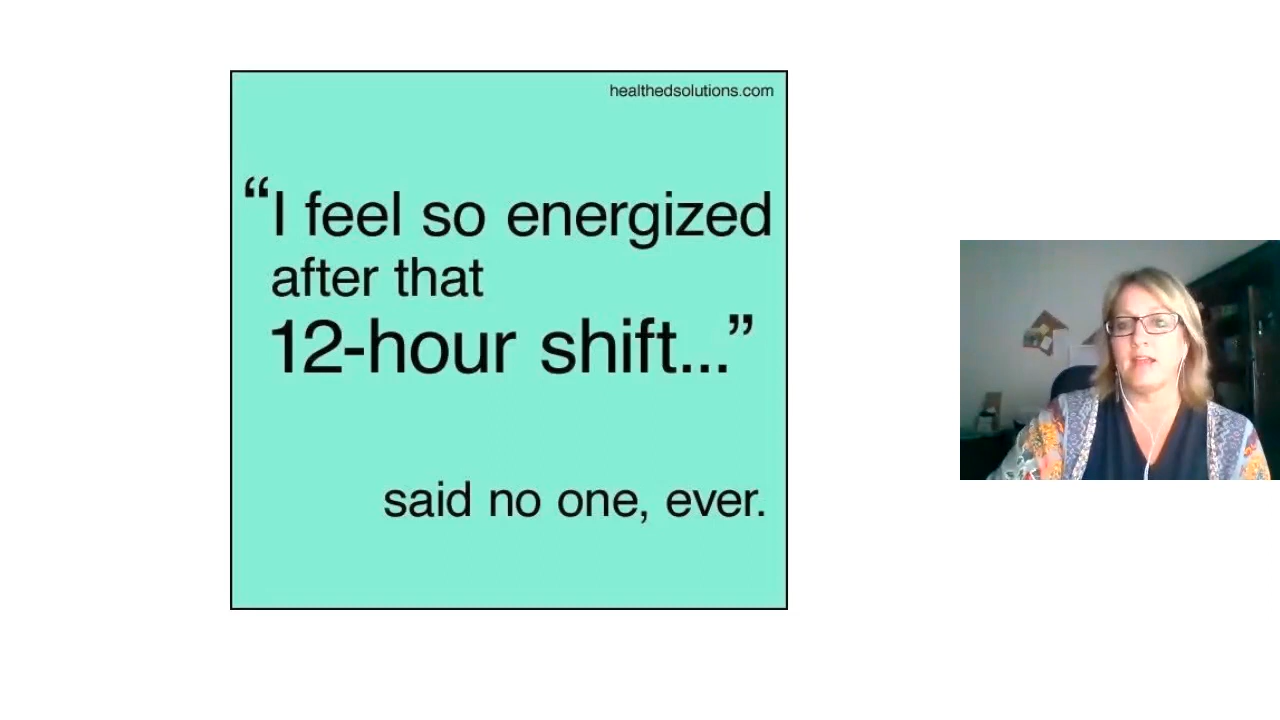 healthedsolutions.com
“I feel so energized
after that
12-hour shift...”
said no one, ever.